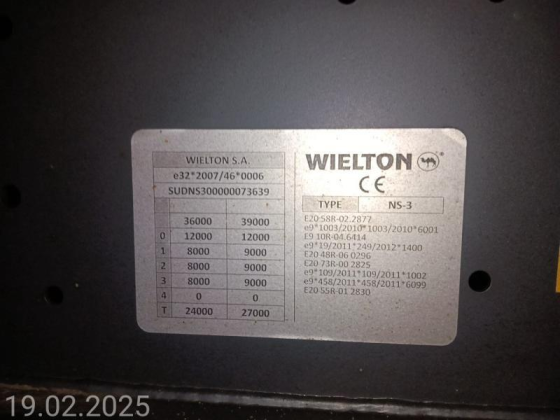 WIELTON S.A.
e32*2007/46*0006
SUDNS300000073639
36000 39000
0 12000 12000
1 8000 9000
2 8000 9000
3 8000 9000
4 0 0
T 24000 27000
WIELTON
CE
TYPE NS-3
E20 58R-02.2877
e9*1003/2010*1003/2010*6001
E9 10R-04.6414
e9*19/2011*249/2012*1400
E20 48R-06 0296
E20 73R-00 2825
e9*109/2011*109/2011*1002
e9*458/2011*458/2011*6099
E20 55R-01 2830
19.02.2025